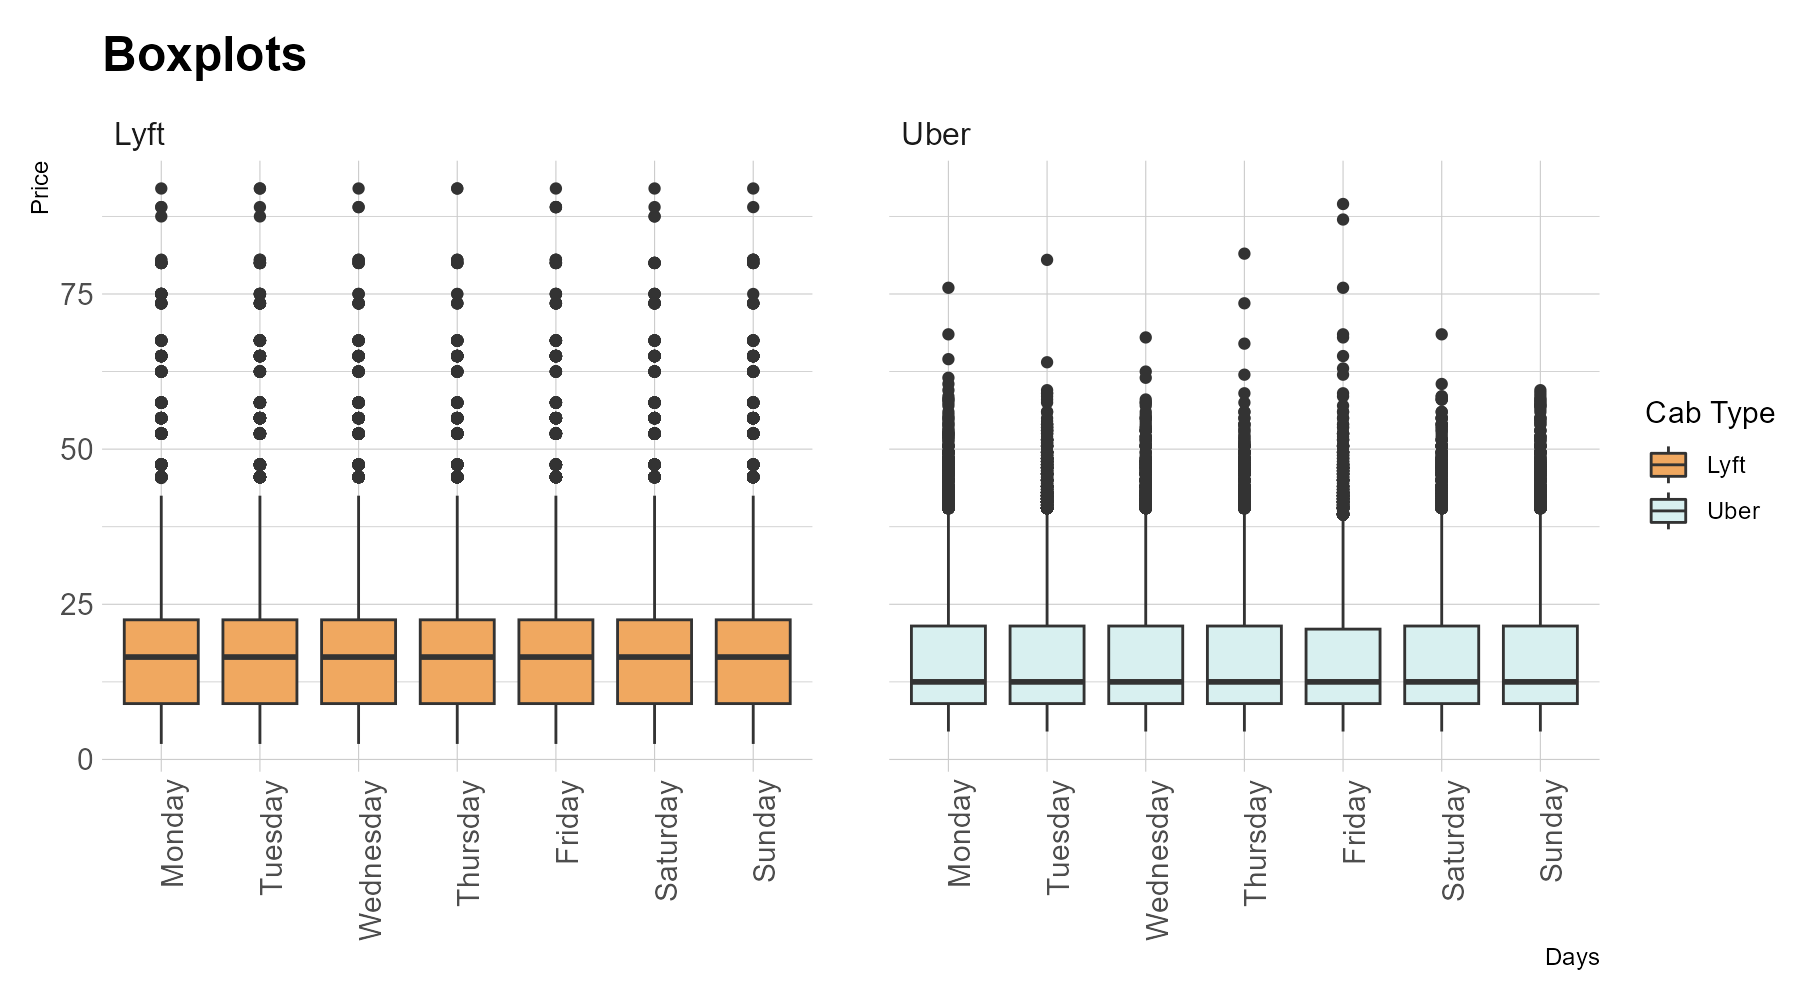 Boxplots
Lyft
Uber
Price
75
50
25
0
Monday
Tuesday
Wednesday
Thursday
Friday
Saturday
Sunday
Monday
Tuesday
Wednesday
Thursday
Friday
Saturday
Sunday
Days
Cab Type
Lyft
Uber